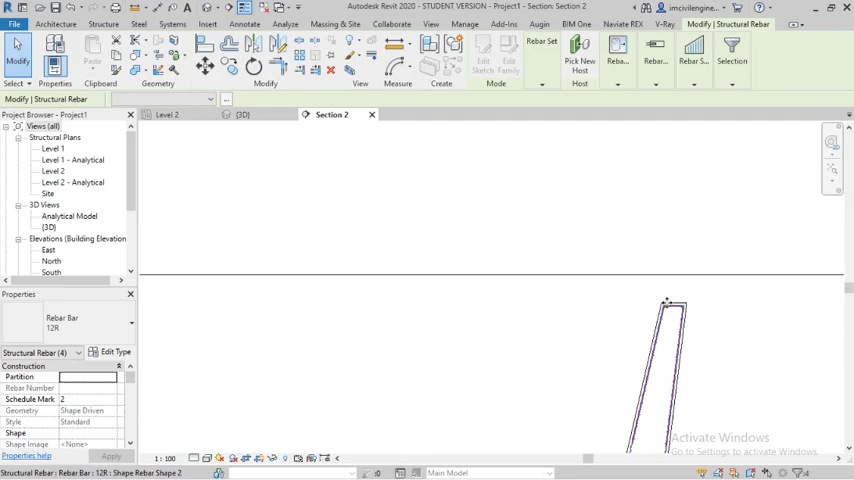 Autodesk Revit 2020 - STUDENT VERSION - Project1 - Section 2
imcivilengine...
File Architecture Structure Steel Systems Insert Annotate Analyze Massing & Site Collaborate View Manage Add-Ins Augin BIM One Naviate REX V-Ray Modify | Structural Rebar
Modify
Paste
Cope
Edit Sketch
Edit Family
Rebar Set
Pick New Host
Reba...
Rebar...
Rebar S...
Selection
Select
Properties
Clipboard
Geometry
Modify
View
Measure
Create
Mode
Host
Modify | Structural Rebar
Project Browser - Project1
Level 2
{3D}
Section 2
Views (all)
Structural Plans
Level 1
Level 1 - Analytical
Level 2
Level 2 - Analytical
Site
3D Views
Analytical Model
{3D}
Elevations (Building Elevation
East
North
South
Properties
Rebar Bar
12R
Structural Rebar (4)
Edit Type
Construction
Partition
Rebar Number
Schedule Mark 2
Geometry Shape Driven
Style Standard
Shape
Shape Image <None>
Properties help
Apply
1 : 100
Activate Windows
Go to Settings to activate Windows.
Structural Rebar : Rebar Bar : 12R : Shape Rebar Shape 2
:0
Main Model
:4